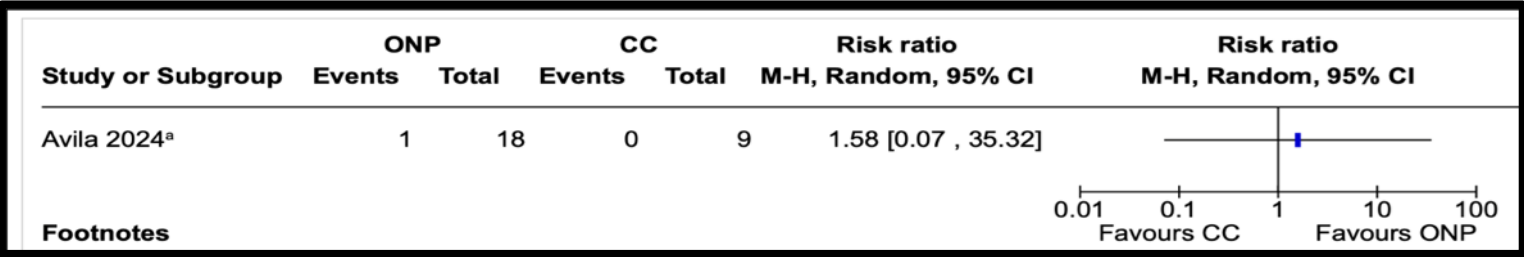 ONP CC Risk ratio Risk ratio
Study or Subgroup Events Total Events Total M-H, Random, 95% CI M-H, Random, 95% CI
Avila 2024ᵃ 1 18 0 9 1.58 [0.07 , 35.32]
0.01 0.1 1 10 100
Footnotes Favours CC Favours ONP